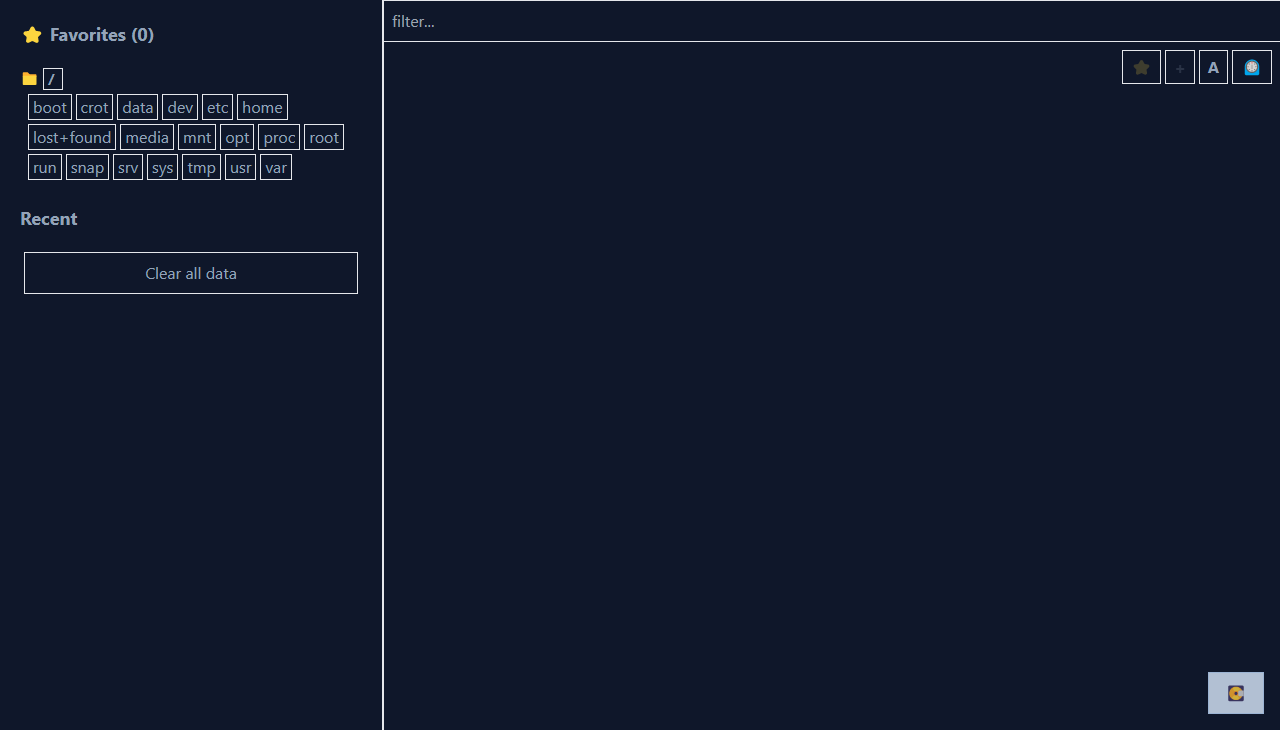 Favorites (0)
/
boot crot data dev etc home
lost+found media mnt opt proc root
run snap srv sys tmp usr var
Recent
Clear all data
filter...
+ A